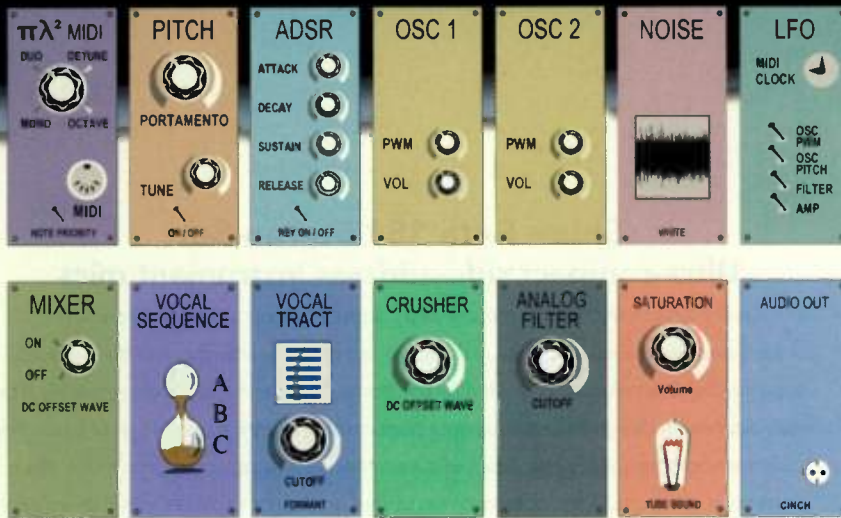 πλ² MIDI
DUO DETUNE
MONO OCTAVE
MIDI
NOTE PRIORITY
PITCH
PORTAMENTO
TUNE
ON / OFF
ADSR
ATTACK
DECAY
SUSTAIN
RELEASE
KEY ON / OFF
OSC 1
PWM
VOL
OSC 2
PWM
VOL
NOISE
WHITE
LFO
MIDI
CLOCK
OSC
PWM
OSC
PITCH
FILTER
AMP
MIXER
ON
OFF
DC OFFSET WAVE
VOCAL
SEQUENCE
A
B
C
VOCAL
TRACT
CUTOFF
FORMANT
CRUSHER
DC OFFSET WAVE
ANALOG
FILTER
CUTOFF
SATURATION
Volume
TUBE SOUND
AUDIO OUT
CINCH